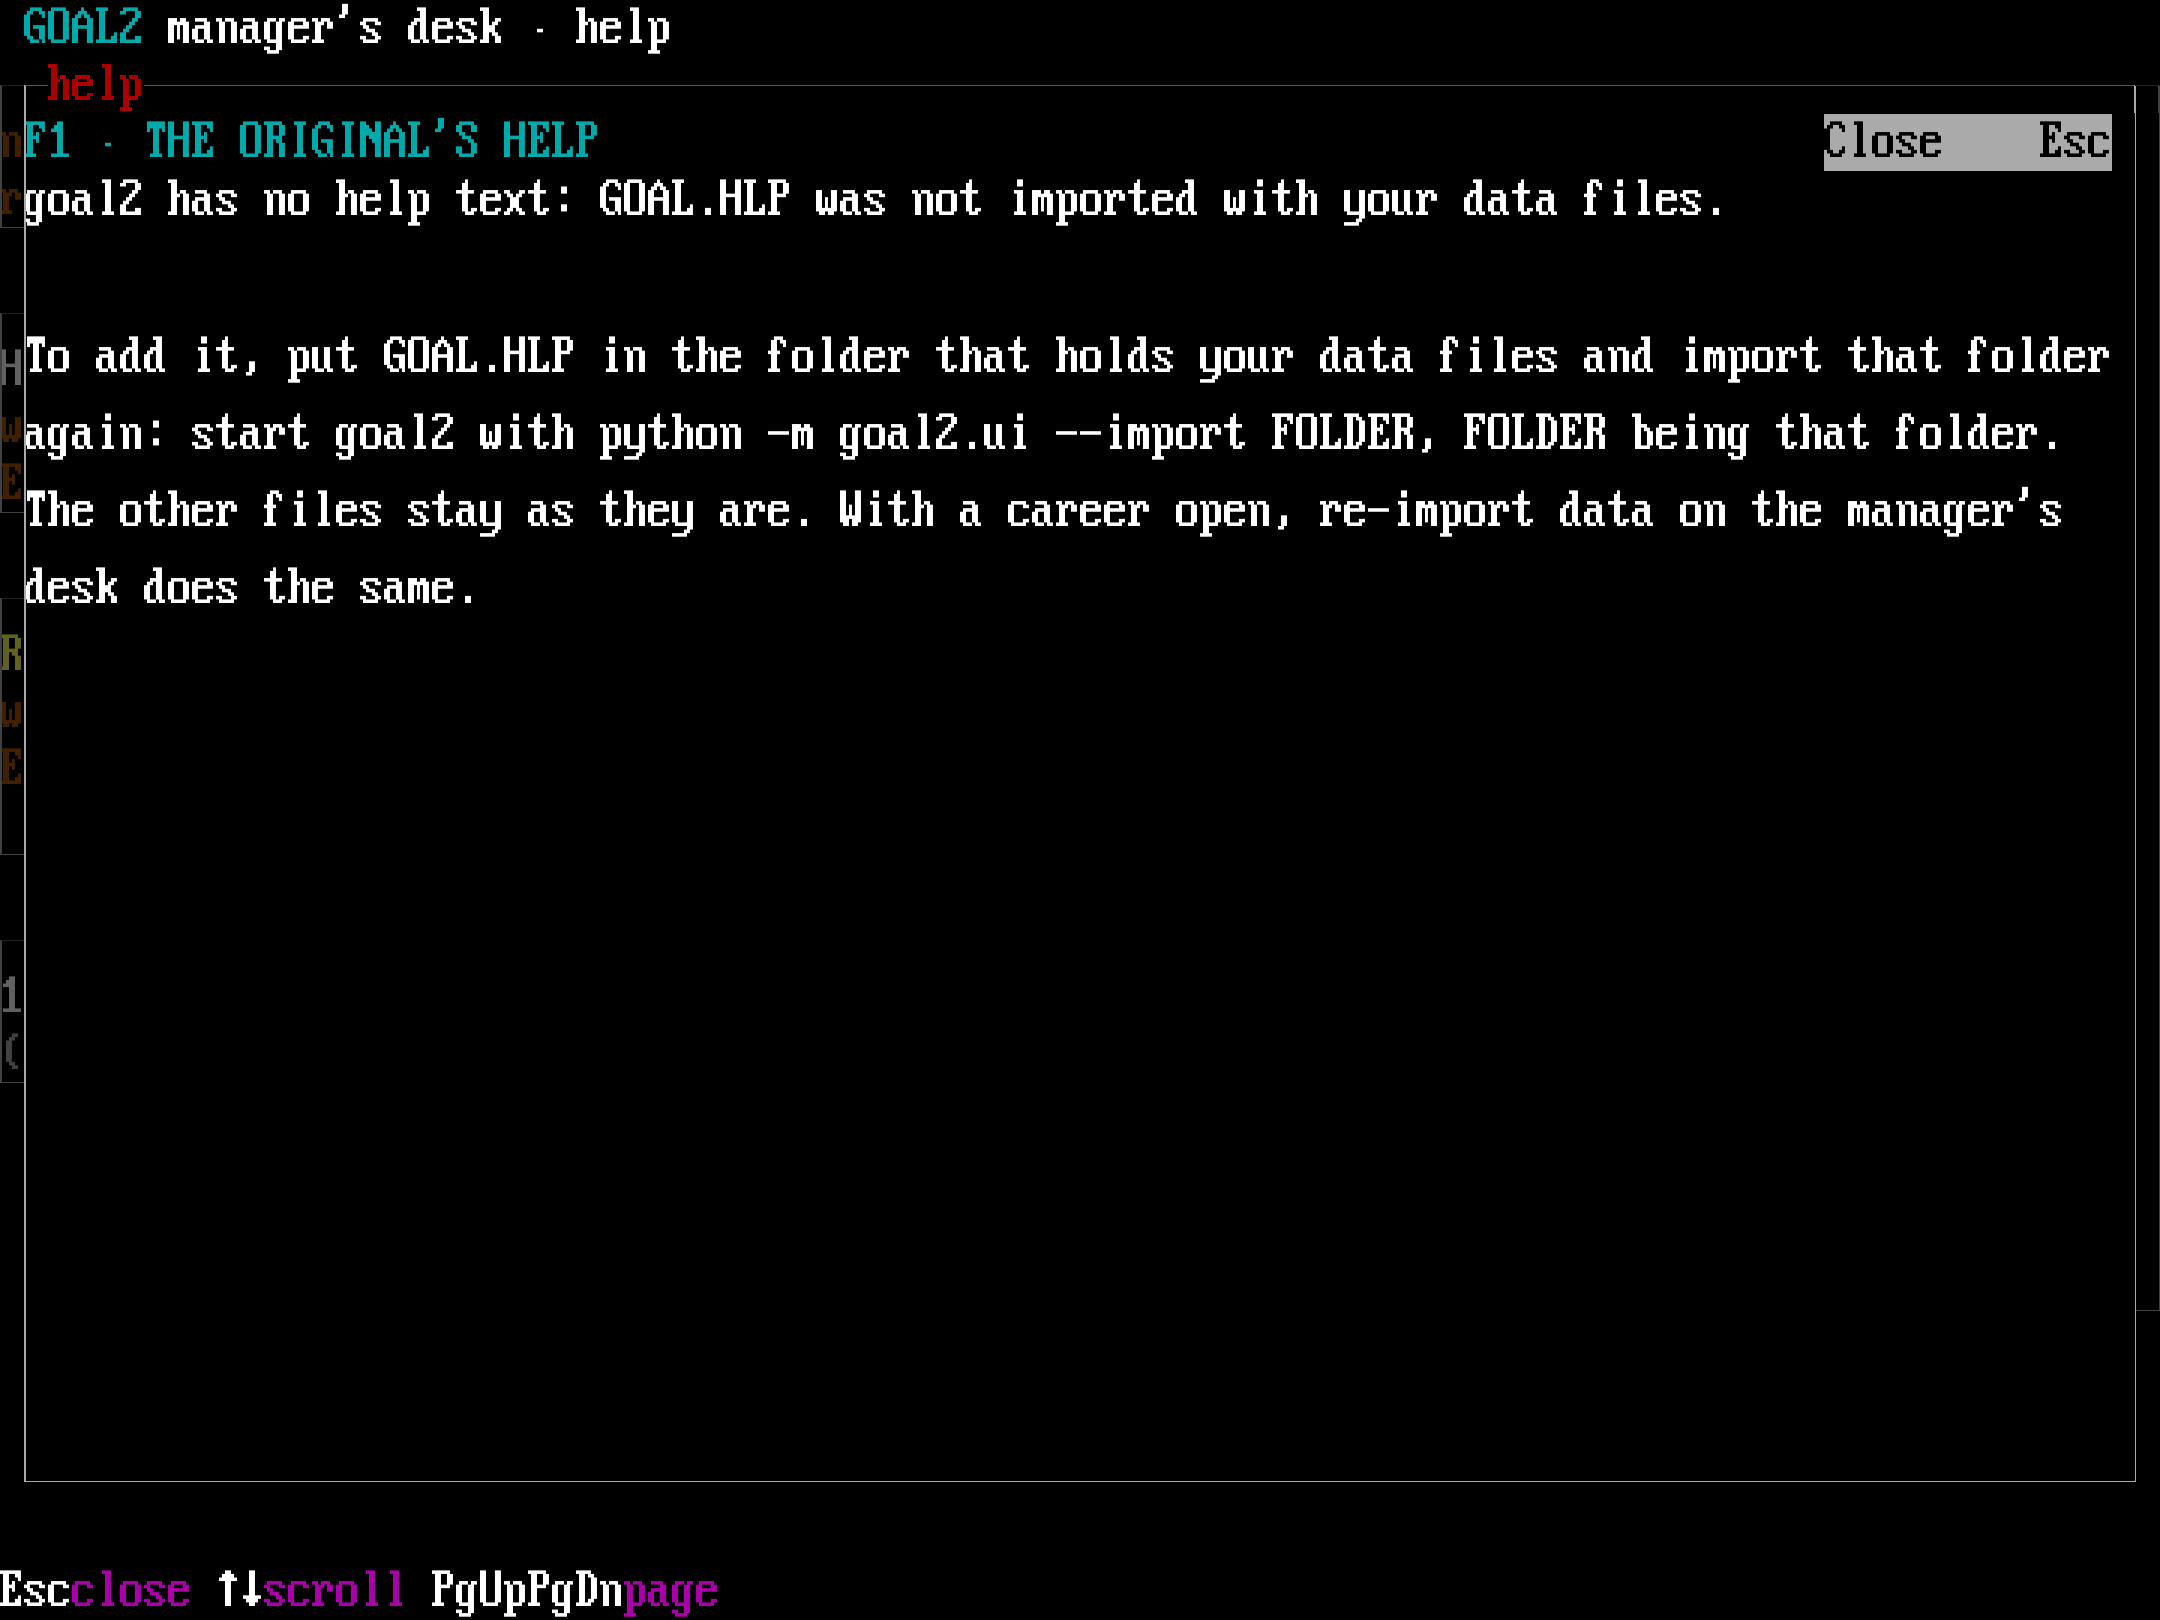 GOAL2 manager's desk · help
help
F1 · THE ORIGINAL'S HELP
Close Esc
goal2 has no help text: GOAL.HLP was not imported with your data files.
To add it, put GOAL.HLP in the folder that holds your data files and import that folder
again: start goal2 with python -m goal2.ui --import FOLDER, FOLDER being that folder.
The other files stay as they are. With a career open, re-import data on the manager's
desk does the same.
n
r
H
w
E
R
w
E
1
(
Escclose ↑↓scroll PgUpPgDnpage